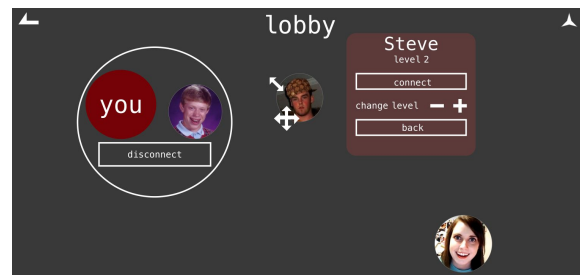 lobby
you
disconnect
Steve
level 2
connect
change level
back